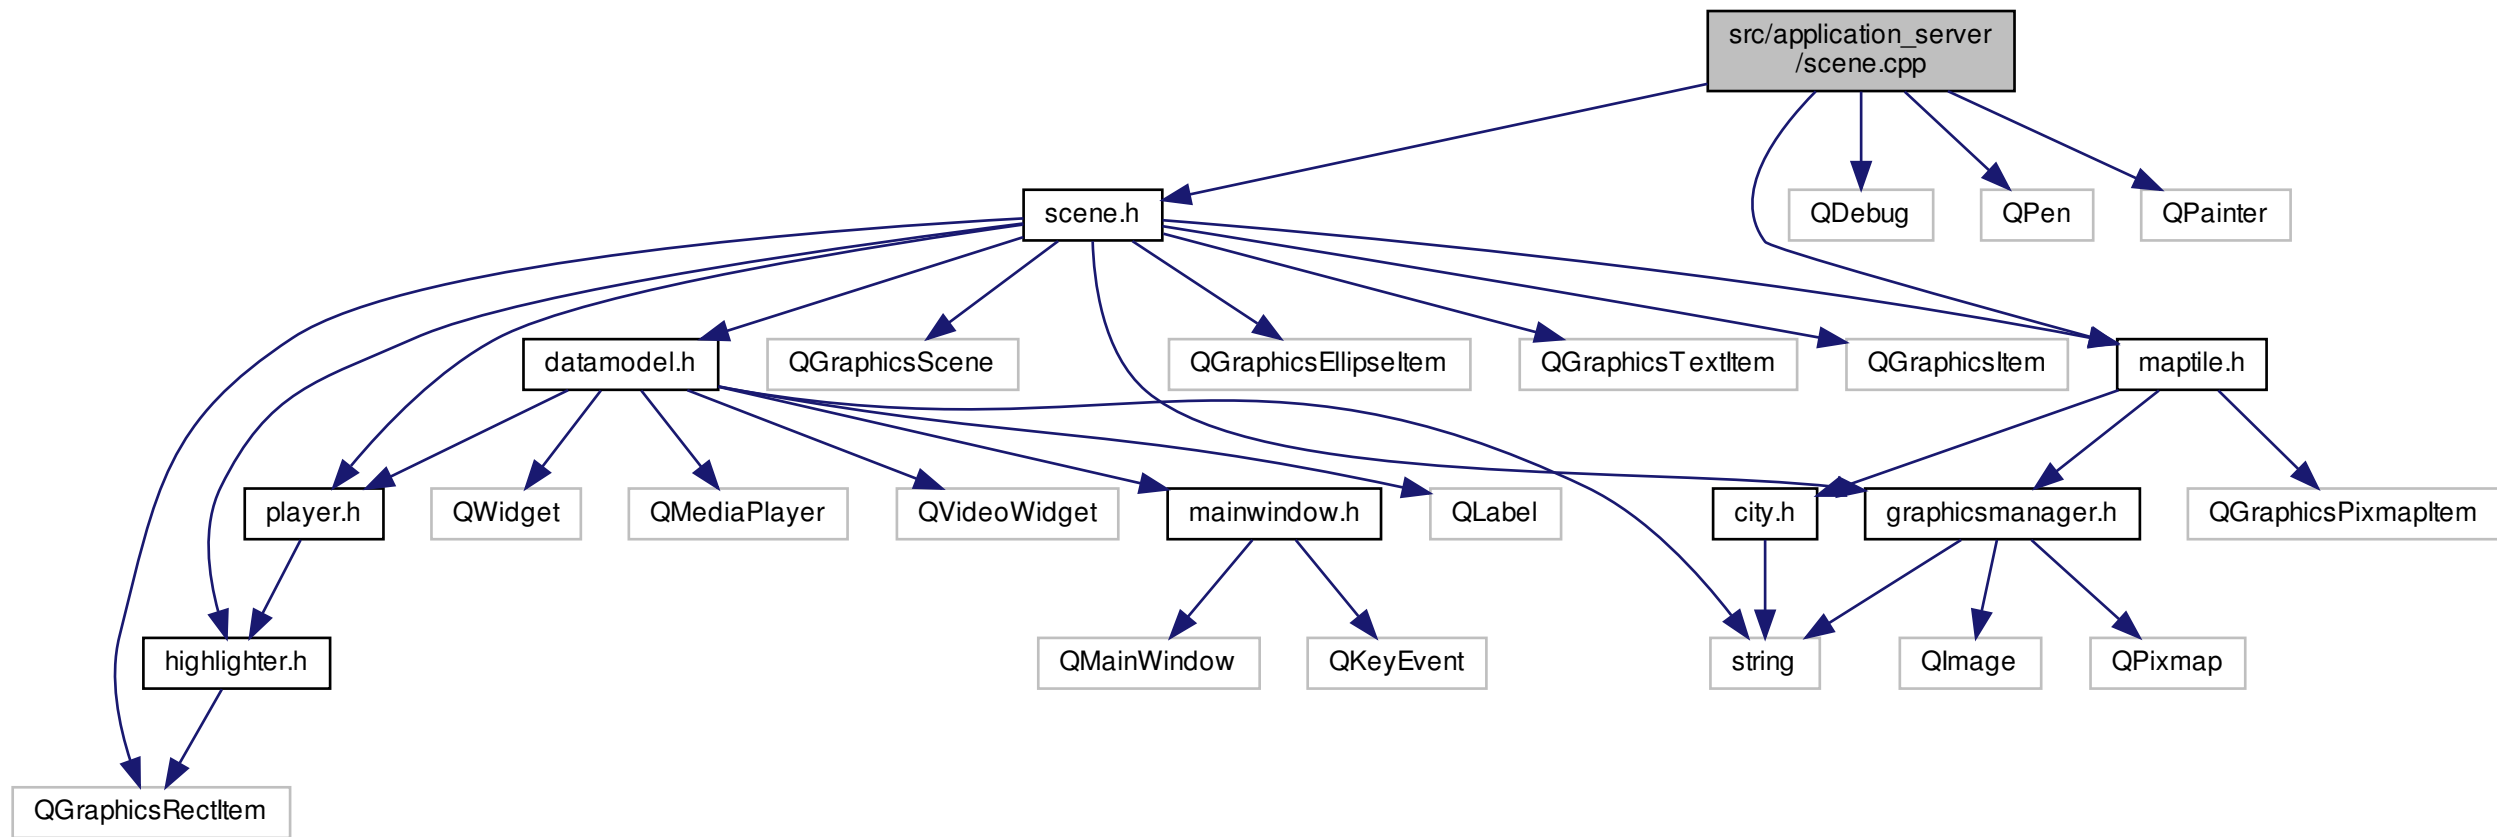 src/application_server
/scene.cpp
scene.h
QDebug
QPen
QPainter
datamodel.h
QGraphicsScene
QGraphicsEllipseItem
QGraphicsTextItem
QGraphicsItem
maptile.h
player.h
QWidget
QMediaPlayer
QVideoWidget
mainwindow.h
QLabel
city.h
graphicsmanager.h
QGraphicsPixmapItem
highlighter.h
QMainWindow
QKeyEvent
string
QImage
QPixmap
QGraphicsRectItem